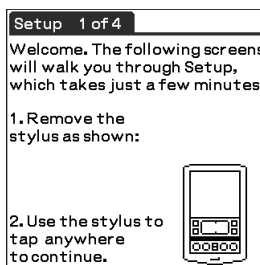 Setup 1 of 4
Welcome. The following screens
will walk you through Setup,
which takes just a few minutes
1. Remove the
stylus as shown:
2. Use the stylus to
tap anywhere
to continue.